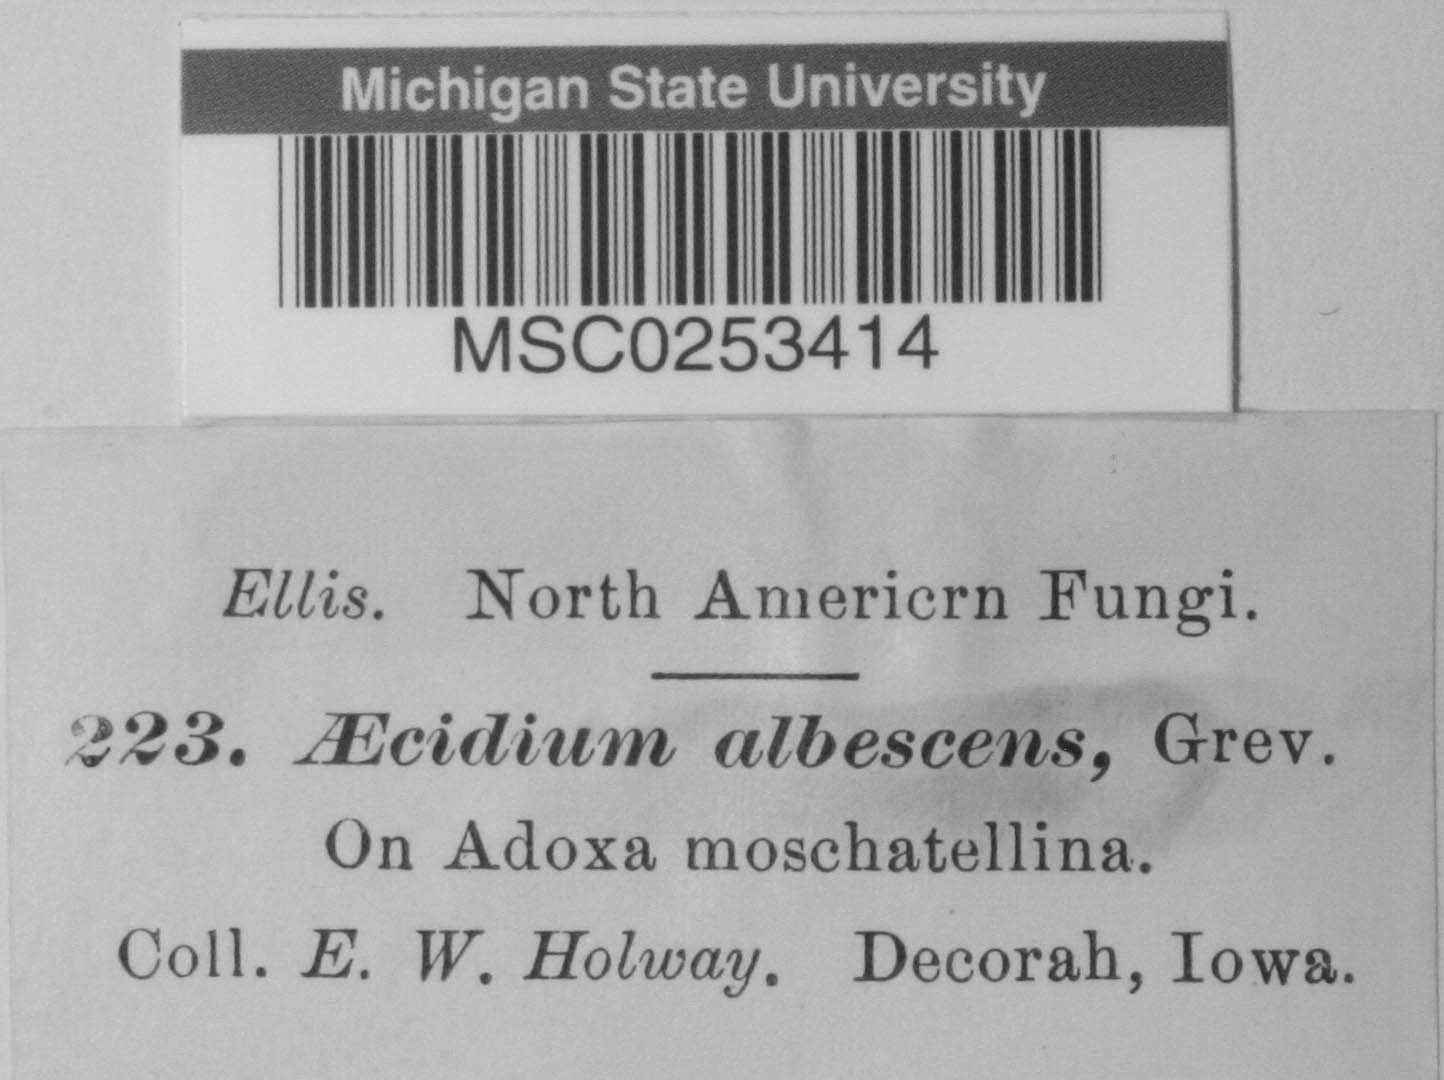 Michigan State University
MSC0253414
Ellis. North Americrn Fungi.
223. Æcidium albescens, Grev.
On Adoxa moschatellina.
Coll. E. W. Holway. Decorah, Iowa.